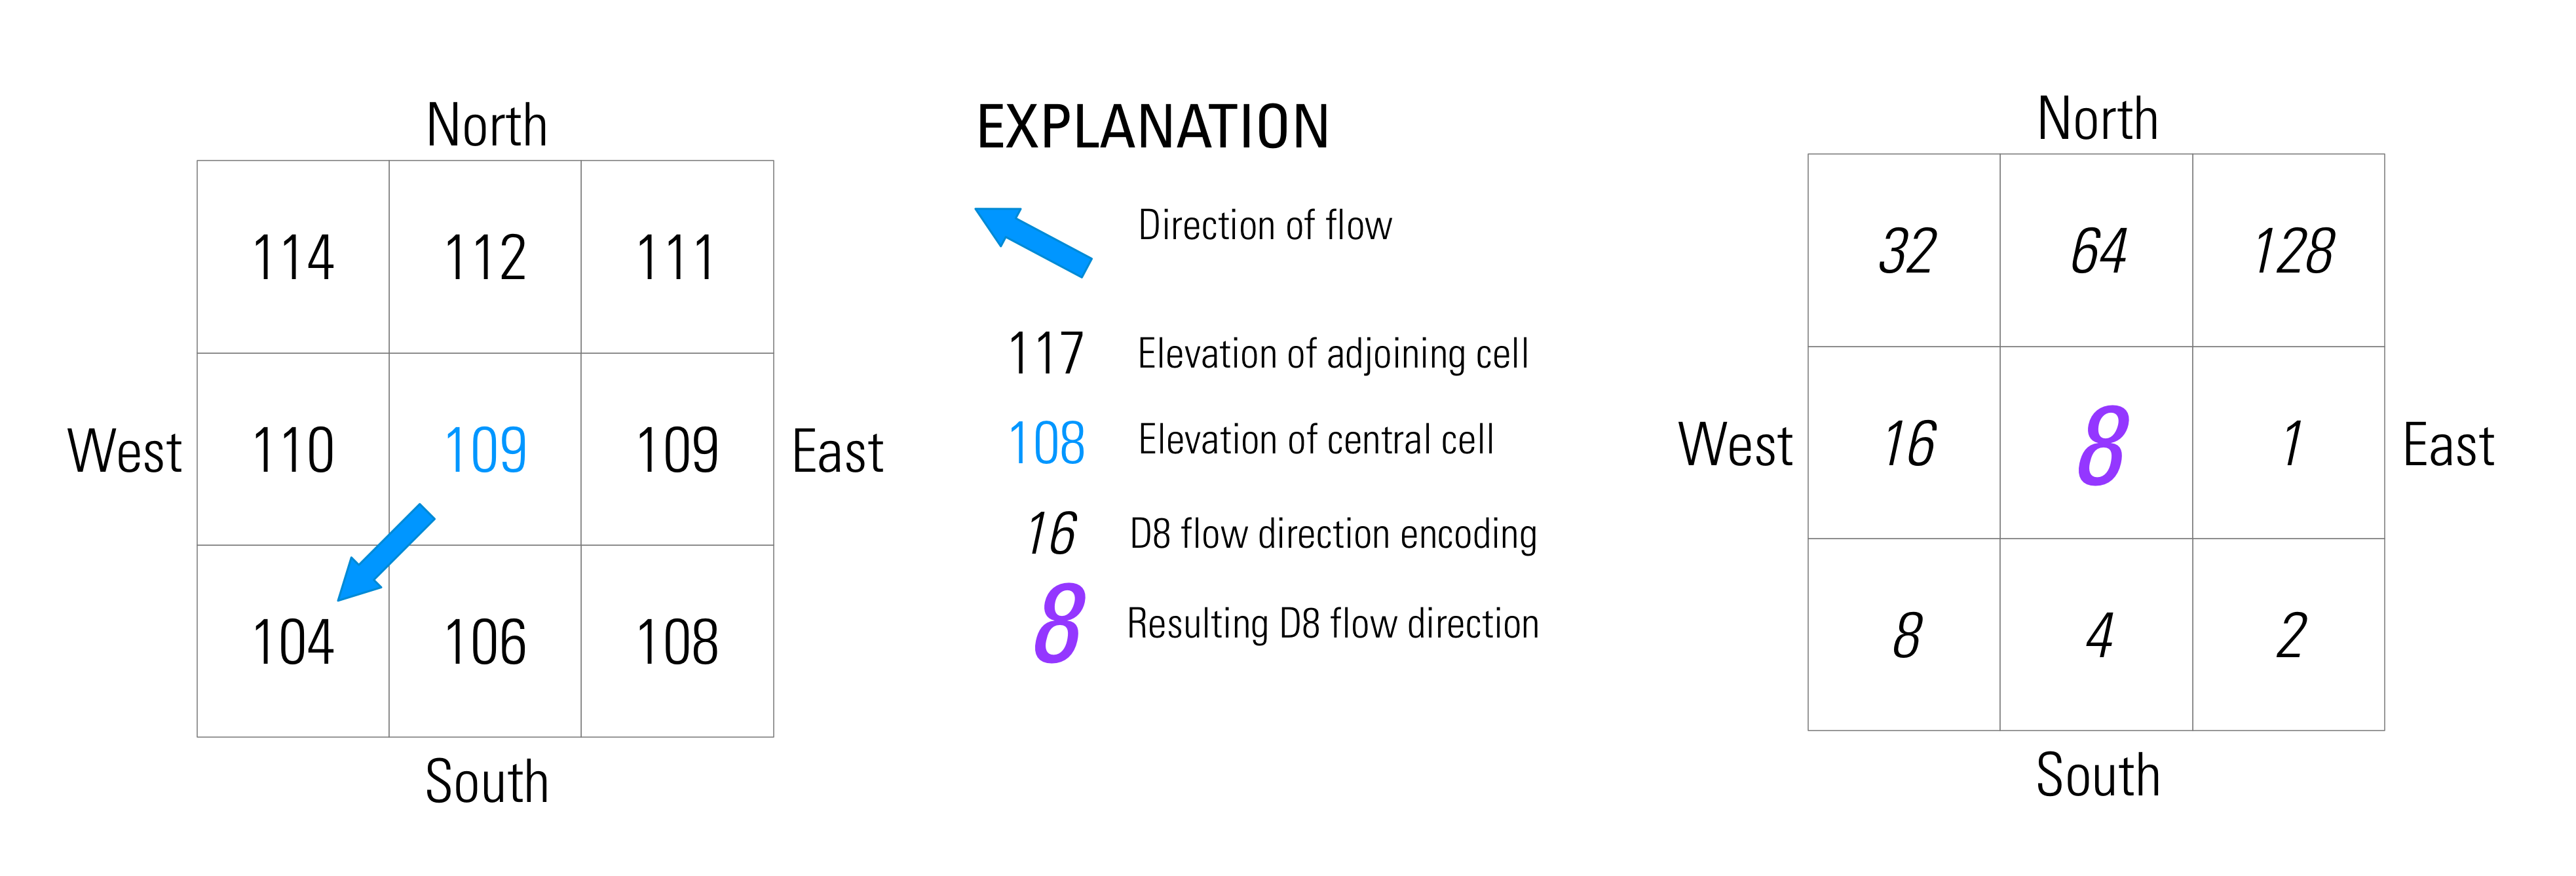 North
114 112 111
West 110 109 109 East
104 106 108
South
EXPLANATION
Direction of flow
117 Elevation of adjoining cell
108 Elevation of central cell
16 D8 flow direction encoding
8 Resulting D8 flow direction
North
32 64 128
West 16 8 1 East
8 4 2
South